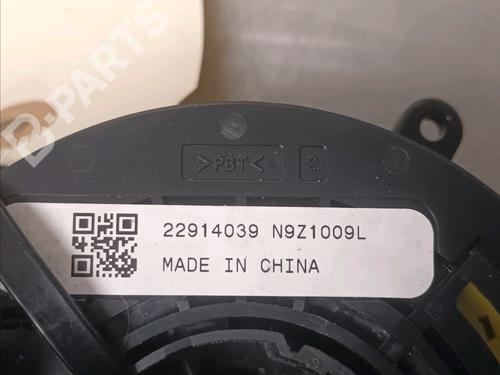 B-PARTS
>PBT<
2
22914039 N9Z1009L
MADE IN CHINA